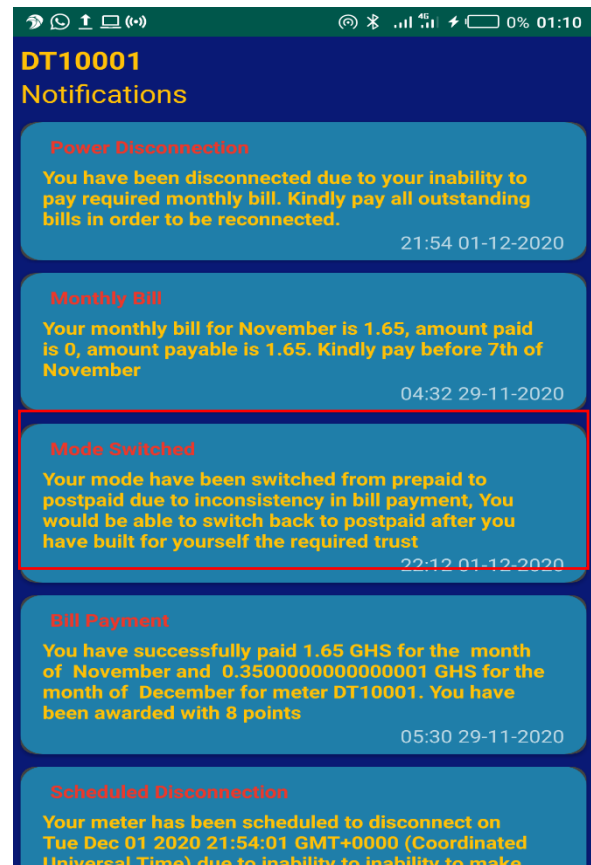 4G
0% 01:10
DT10001
Notifications
Power Disconnection
You have been disconnected due to your inability to
pay required monthly bill. Kindly pay all outstanding
bills in order to be reconnected.
21:54 01-12-2020
Monthly Bill
Your monthly bill for November is 1.65, amount paid
is 0, amount payable is 1.65. Kindly pay before 7th of
November
04:32 29-11-2020
Mode Switched
Your mode have been switched from prepaid to
postpaid due to inconsistency in bill payment, You
would be able to switch back to postpaid after you
have built for yourself the required trust
22:12 01-12-2020
Bill Payment
You have successfully paid 1.65 GHS for the  month
of  November and  0.3500000000000001 GHS for the
month of  December for meter DT10001. You have
been awarded with 8 points
05:30 29-11-2020
Scheduled Disconnection
Your meter has been scheduled to disconnect on
Tue Dec 01 2020 21:54:01 GMT+0000 (Coordinated
Universal Time) due to inability to inability to make